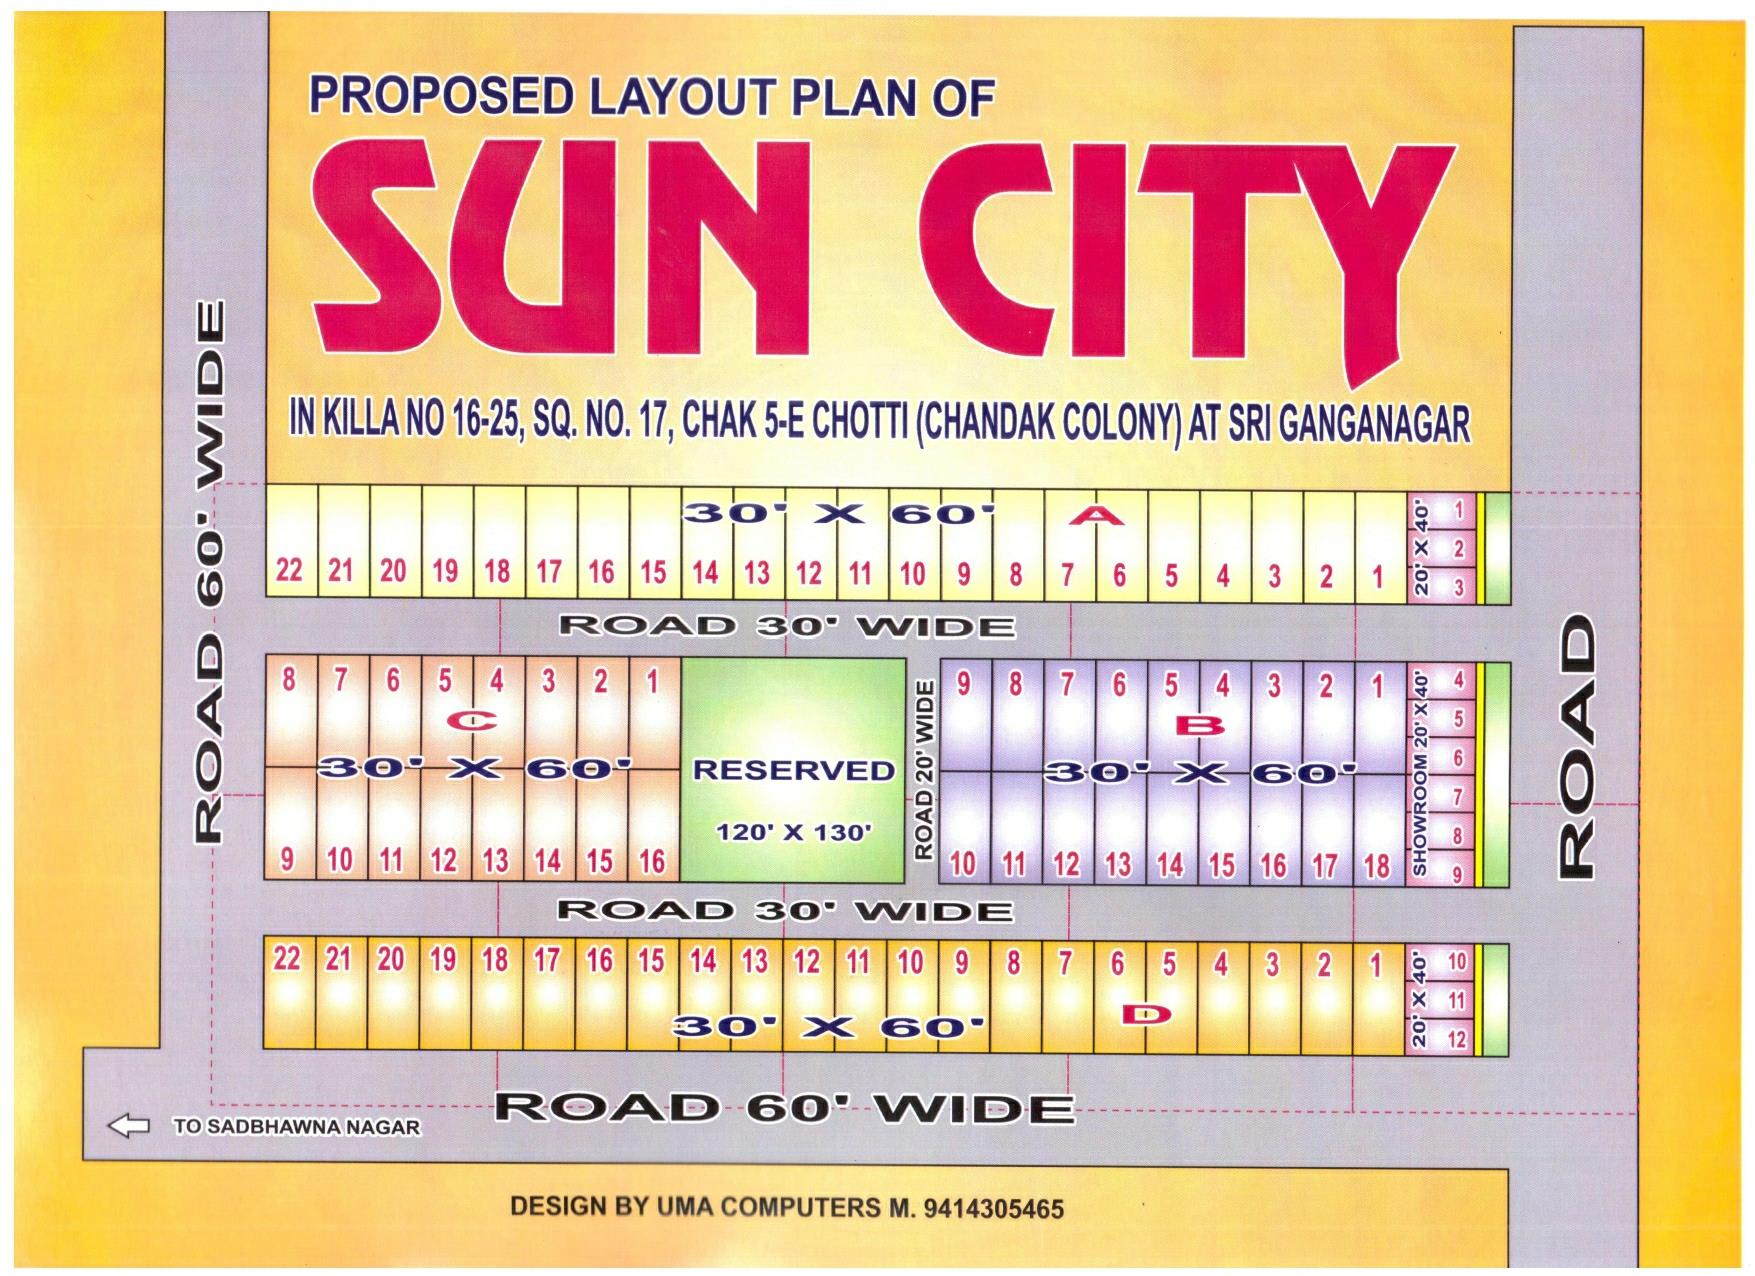 PROPOSED LAYOUT PLAN OF
SUN CITY
IN KILLA NO 16-25, SQ. NO. 17, CHAK 5-E CHOTTI (CHANDAK COLONY) AT SRI GANGANAGAR
ROAD 60' WIDE
30' X 60' A
22 21 20 19 18 17 16 15 14 13 12 11 10 9 8 7 6 5 4 3 2 1
20' X 40'
1
2
3
ROAD 30' WIDE
8 7 6 5 4 3 2 1
C
30' X 60'
9 10 11 12 13 14 15 16
RESERVED
120' X 130'
ROAD 20' WIDE
9 8 7 6 5 4 3 2 1
B
30' X 60'
10 11 12 13 14 15 16 17 18
SHOWROOM 20' X 40'
4
5
6
7
8
9
ROAD
ROAD 30' WIDE
22 21 20 19 18 17 16 15 14 13 12 11 10 9 8 7 6 5 4 3 2 1
30' X 60' D
20' X 40'
10
11
12
ROAD 60' WIDE
TO SADBHAWNA NAGAR
DESIGN BY UMA COMPUTERS M. 9414305465